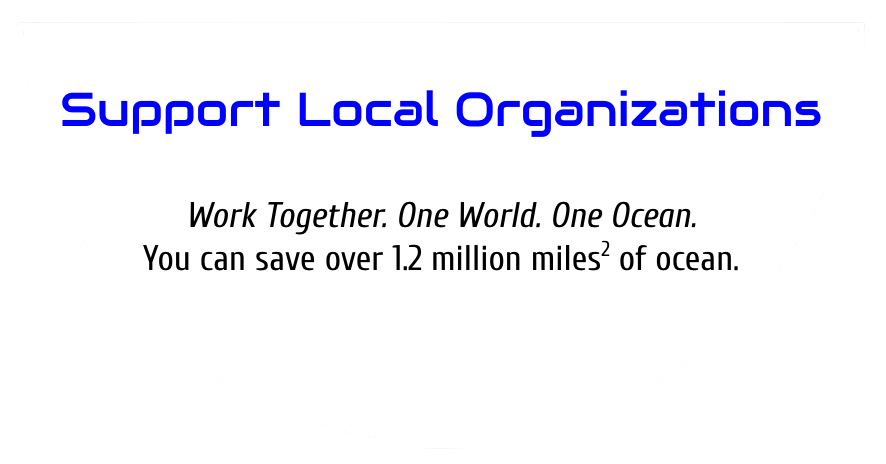 Support Local Organizations
Work Together. One World. One Ocean.
You can save over 1.2 million miles² of ocean.